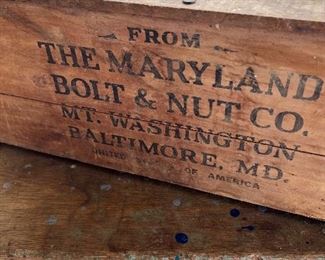 FROM
THE MARYLAND
BOLT & NUT CO.
MT. WASHINGTON
BALTIMORE, MD.
UNITED STATES OF AMERICA